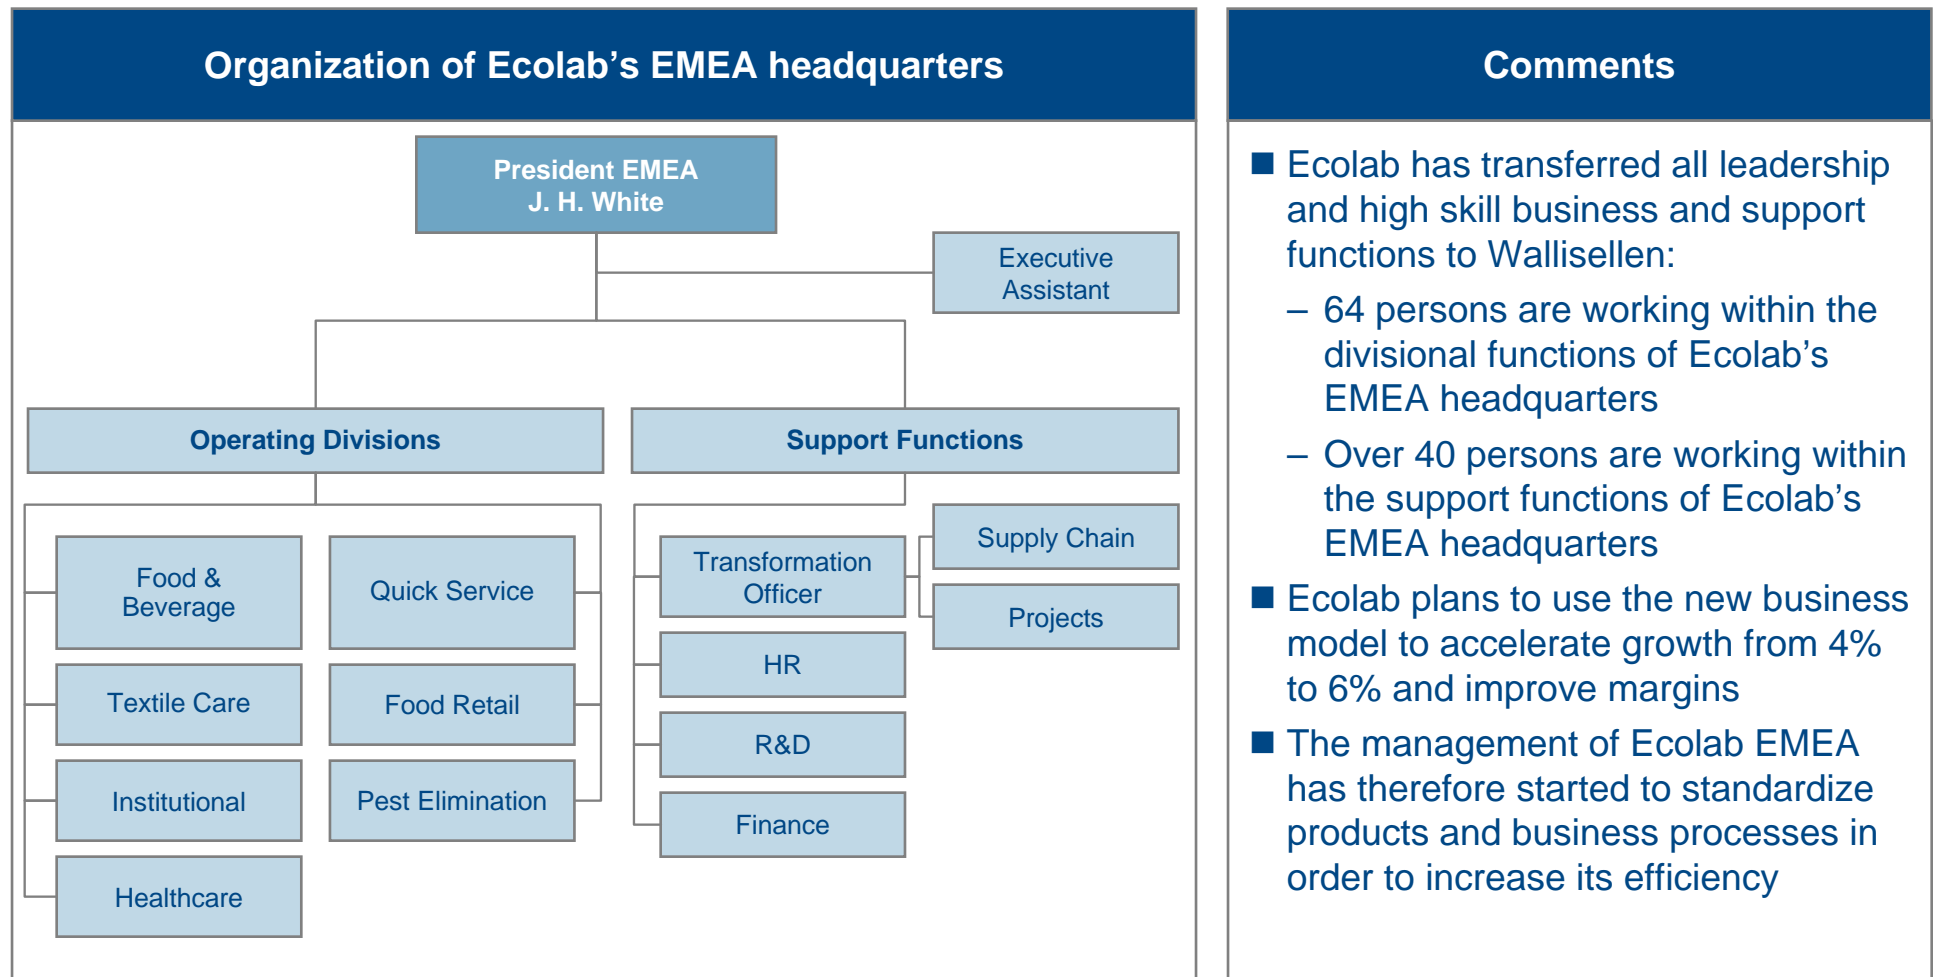 Organization of Ecolab’s EMEA headquarters
President EMEA
J. H. White
Executive
Assistant
Operating Divisions
Support Functions
Food &
Beverage
Quick Service
Textile Care
Food Retail
Institutional
Pest Elimination
Healthcare
Transformation
Officer
Supply Chain
Projects
HR
R&D
Finance
Comments
■ Ecolab has transferred all leadership
and high skill business and support
functions to Wallisellen:
– 64 persons are working within the
divisional functions of Ecolab’s
EMEA headquarters
– Over 40 persons are working within
the support functions of Ecolab’s
EMEA headquarters
■ Ecolab plans to use the new business
model to accelerate growth from 4%
to 6% and improve margins
■ The management of Ecolab EMEA
has therefore started to standardize
products and business processes in
order to increase its efficiency